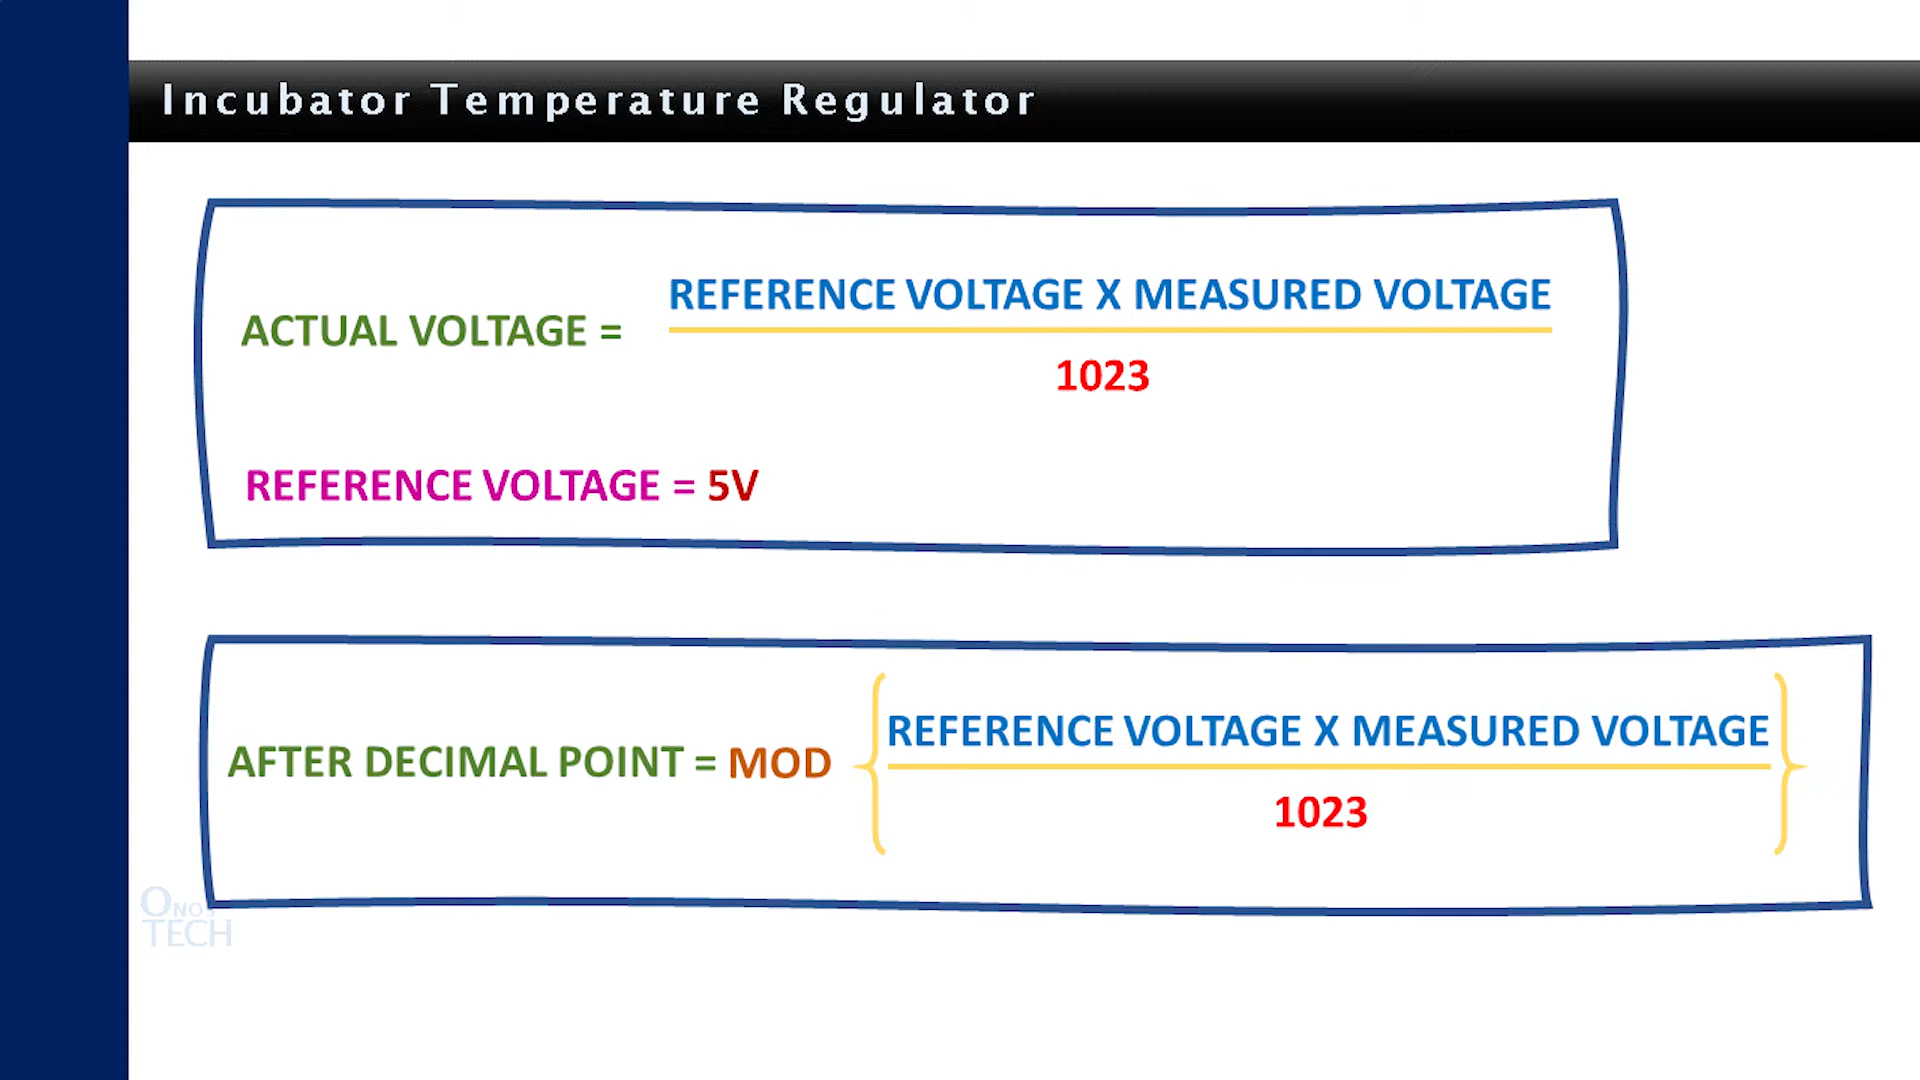 Incubator Temperature Regulator
REFERENCE VOLTAGE X MEASURED VOLTAGE
ACTUAL VOLTAGE =
1023
REFERENCE VOLTAGE = 5V
REFERENCE VOLTAGE X MEASURED VOLTAGE
AFTER DECIMAL POINT = MOD
1023
ONOS
TECH